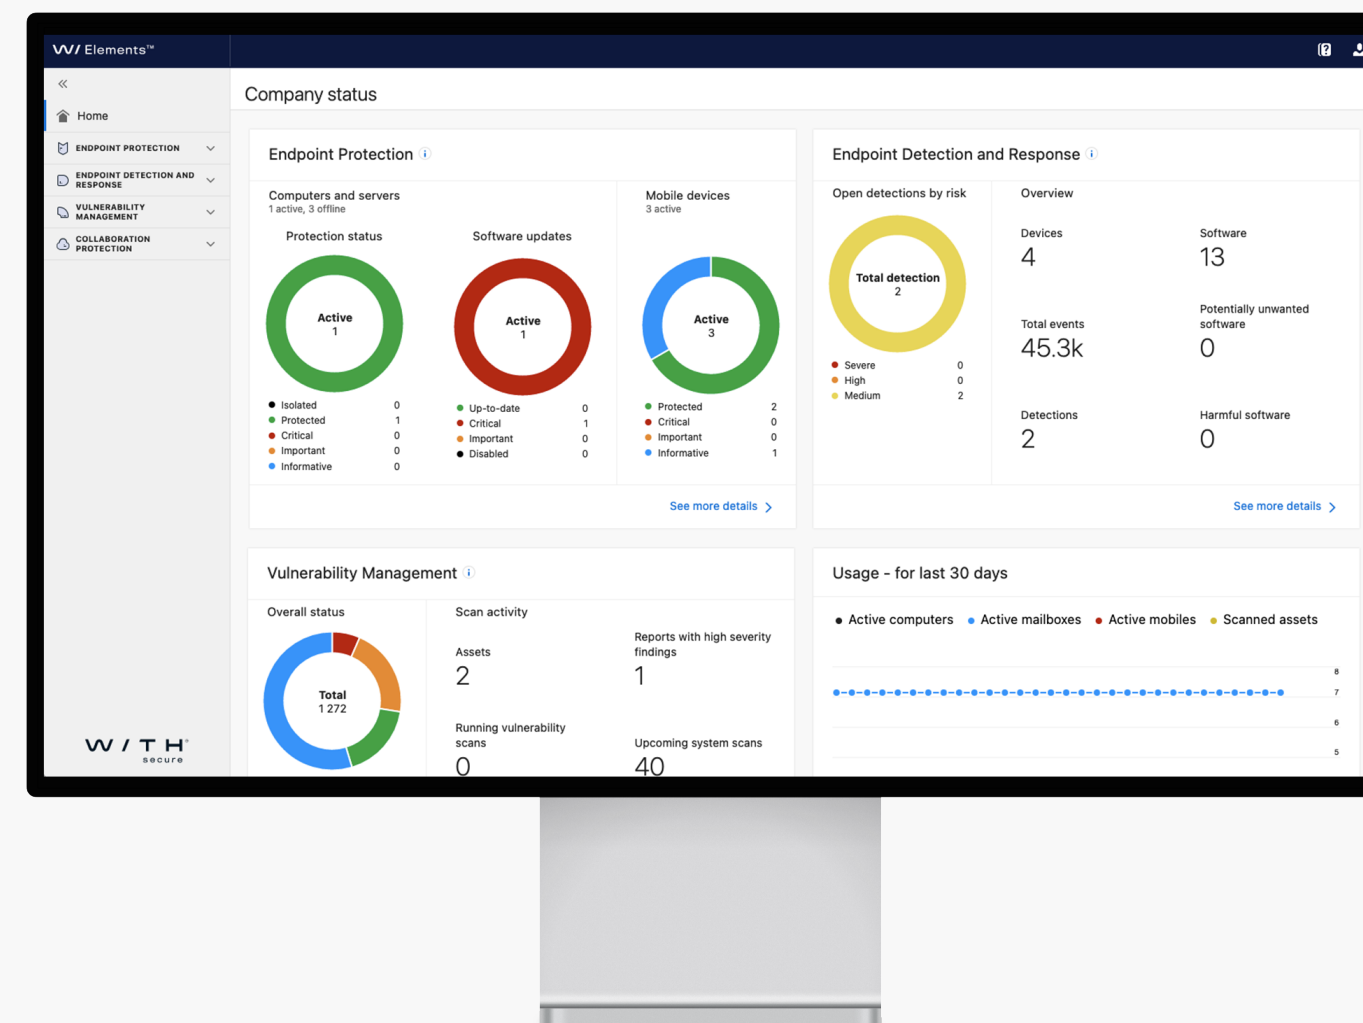 W/ Elements™
Company status
Home
ENDPOINT PROTECTION
ENDPOINT DETECTION AND
RESPONSE
VULNERABILITY
MANAGEMENT
COLLABORATION
PROTECTION
W / T H®
secure
Endpoint Protection
Computers and servers
1 active, 3 offline
Protection status
Active
1
Isolated 0
Protected 1
Critical 0
Important 0
Informative 0
Software updates
Active
1
Up-to-date 0
Critical 1
Important 0
Disabled 0
Mobile devices
3 active
Active
3
Protected 2
Critical 0
Important 0
Informative 1
See more details
Endpoint Detection and Response
Open detections by risk
Total detection
2
Severe 0
High 0
Medium 2
Overview
Devices
4
Software
13
Total events
45.3k
Potentially unwanted
software
0
Detections
2
Harmful software
0
See more details
Vulnerability Management
Overall status
Total
1 272
Scan activity
Assets
2
Reports with high severity
findings
1
Running vulnerability
scans
0
Upcoming system scans
40
Usage - for last 30 days
Active computers Active mailboxes Active mobiles Scanned assets
8
7
6
5